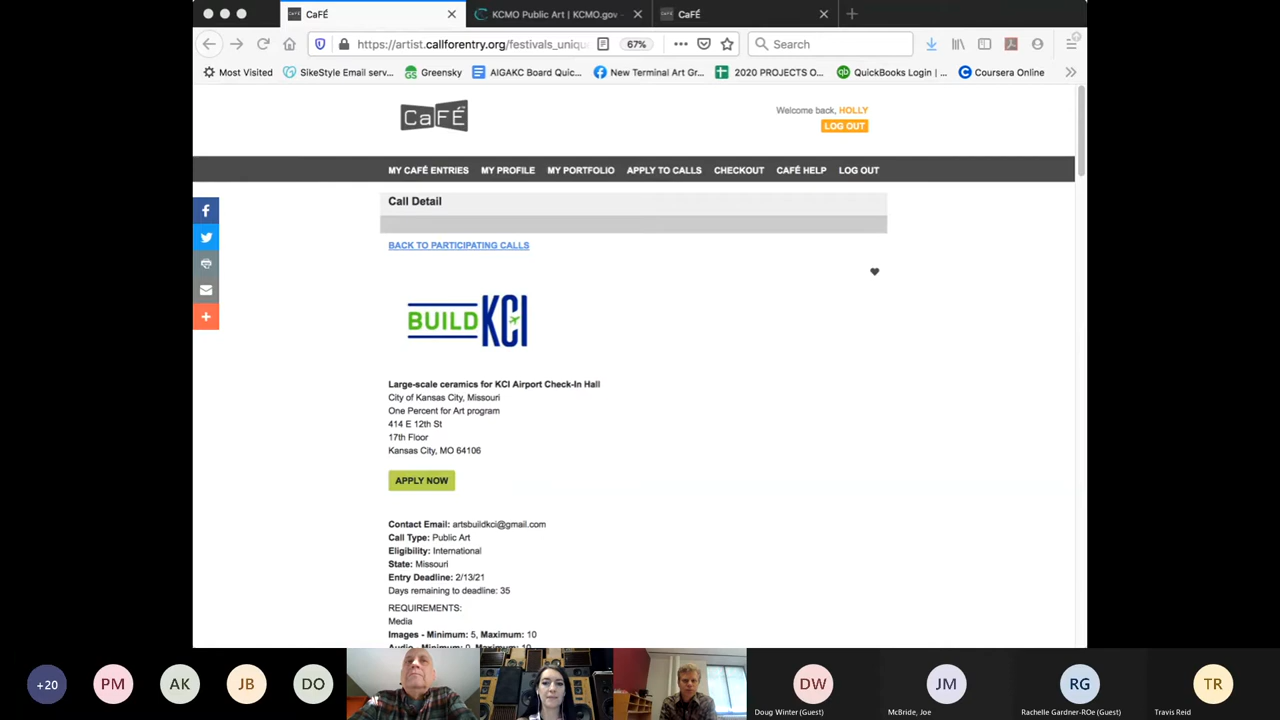 CaFÉ
KCMO Public Art | KCMO.gov
CaFÉ
https://artist.callforentry.org/festivals_uniqu
67%
Search
Most Visited
SikeStyle Email serv...
Greensky
AIGAKC Board Quic...
New Terminal Art Gr...
2020 PROJECTS O...
QuickBooks Login | ...
Coursera Online
CaFÉ
Welcome back, HOLLY
LOG OUT
MY CAFÉ ENTRIES MY PROFILE MY PORTFOLIO APPLY TO CALLS CHECKOUT CAFÉ HELP LOG OUT
Call Detail
BACK TO PARTICIPATING CALLS
BUILD KCI
Large-scale ceramics for KCI Airport Check-In Hall
City of Kansas City, Missouri
One Percent for Art program
414 E 12th St
17th Floor
Kansas City, MO 64106
APPLY NOW
Contact Email: artsbuildkci@gmail.com
Call Type: Public Art
Eligibility: International
State: Missouri
Entry Deadline: 2/13/21
Days remaining to deadline: 35
REQUIREMENTS:
Media
Images - Minimum: 5, Maximum: 10
Audio - Minimum: 0, Maximum: 10
+20
PM
AK
JB
DO
DW
JM
RG
TR
Doug Winter (Guest)
McBride, Joe
Rachelle Gardner-ROe (Guest)
Travis Reid